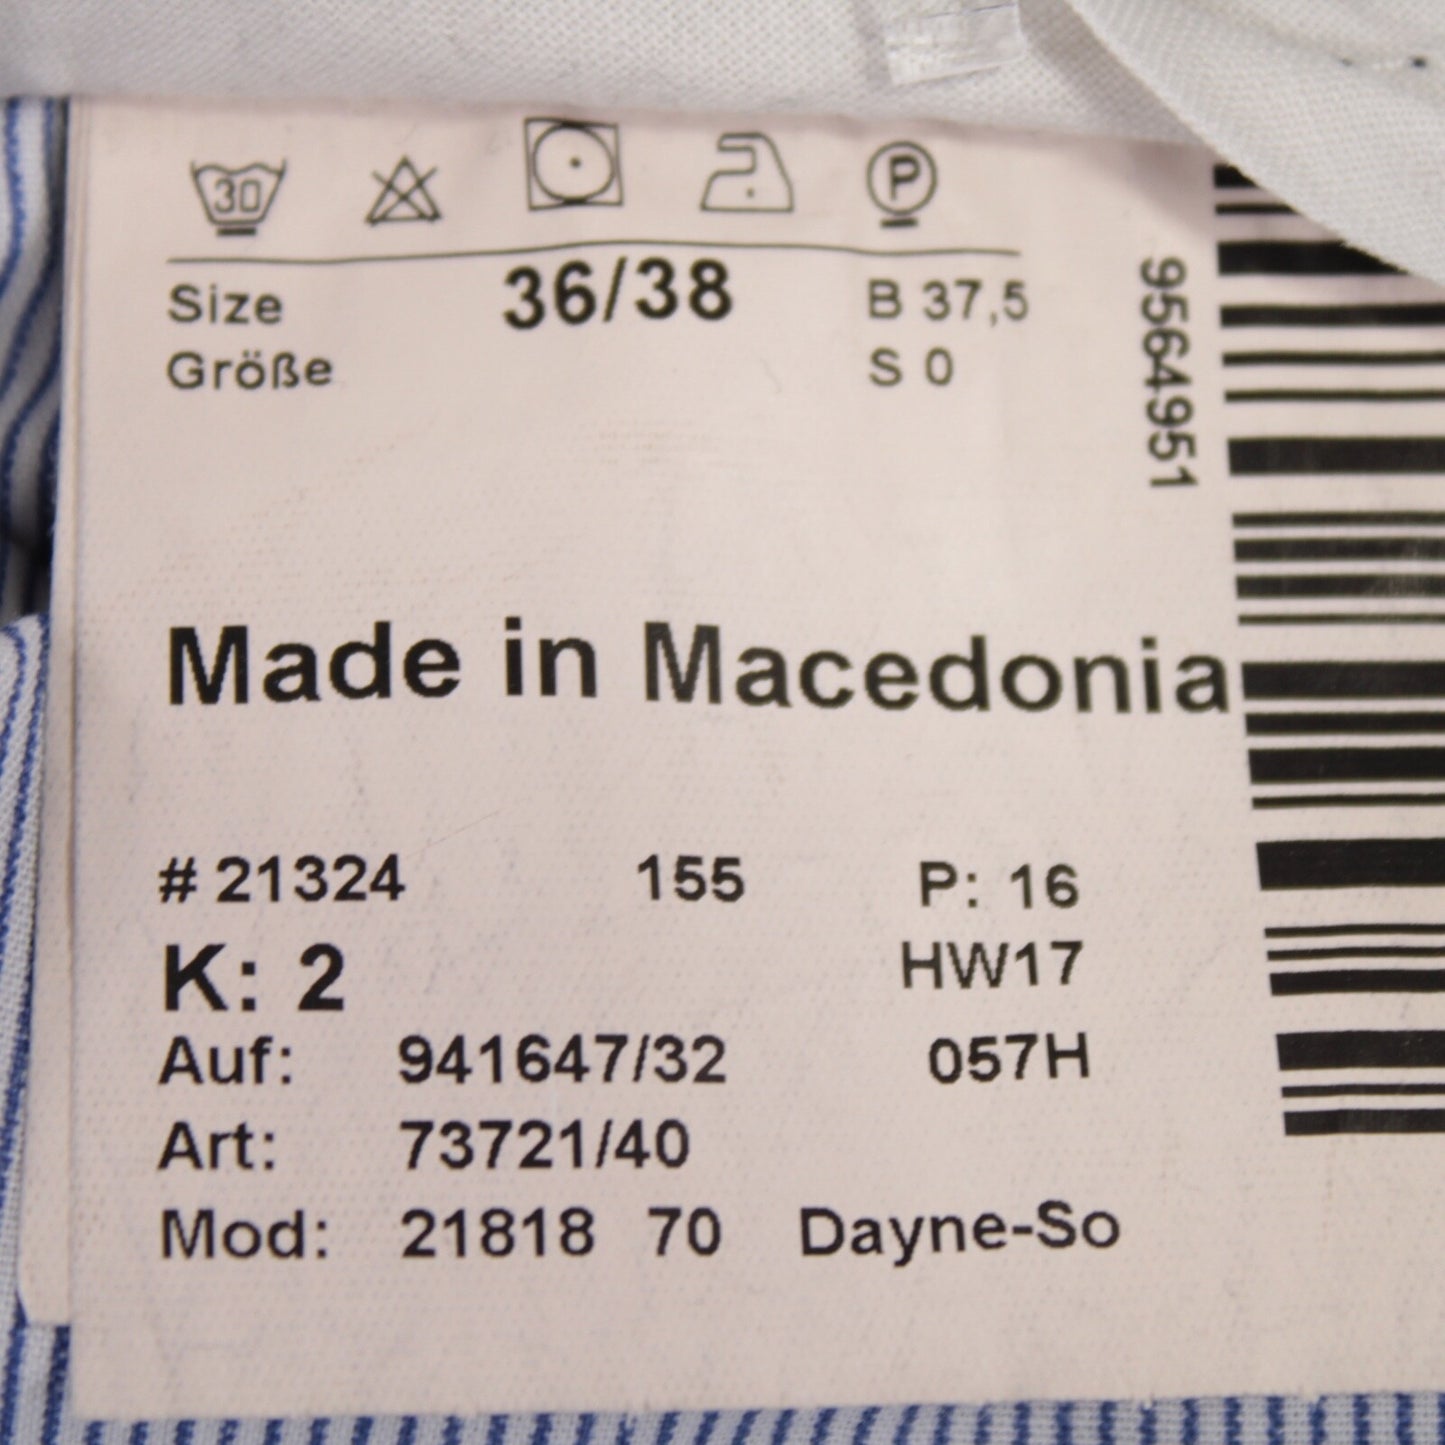 30 P
Size 36/38 B 37,5
Größe S 0
9564951
Made in Macedonia
# 21324 155 P: 16
K: 2 HW17
Auf: 941647/32 057H
Art: 73721/40
Mod: 21818 70 Dayne-So